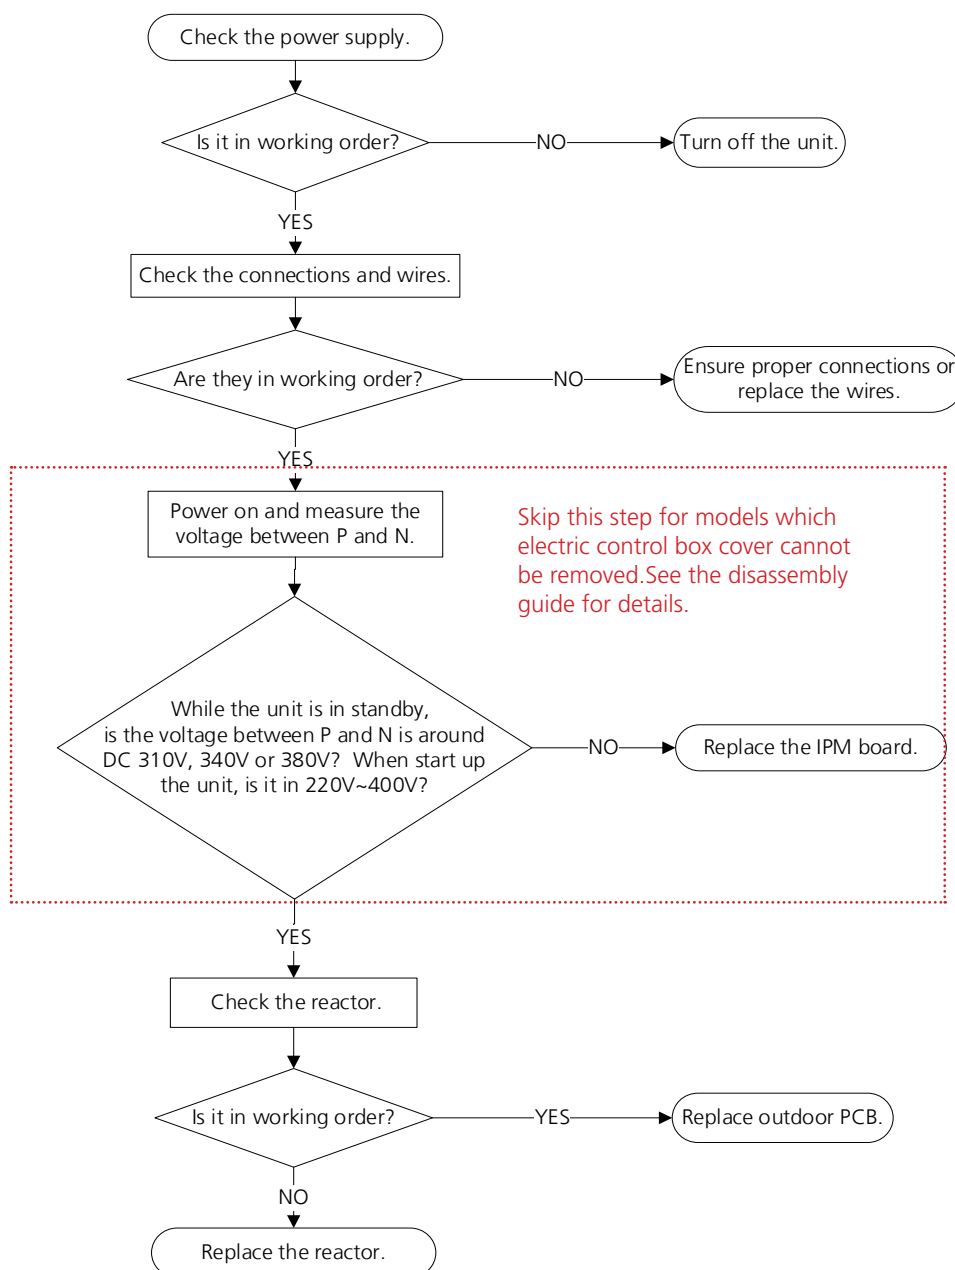 Check the power supply.
Is it in working order?
NO
Turn off the unit.
YES
Check the connections and wires.
Are they in working order?
NO
Ensure proper connections or
replace the wires.
YES
Power on and measure the
voltage between P and N.
Skip this step for models which
electric control box cover cannot
be removed.See the disassembly
guide for details.
While the unit is in standby,
is the voltage between P and N is around
DC 310V, 340V or 380V? When start up
the unit, is it in 220V~400V?
NO
Replace the IPM board.
YES
Check the reactor.
Is it in working order?
YES
Replace outdoor PCB.
NO
Replace the reactor.